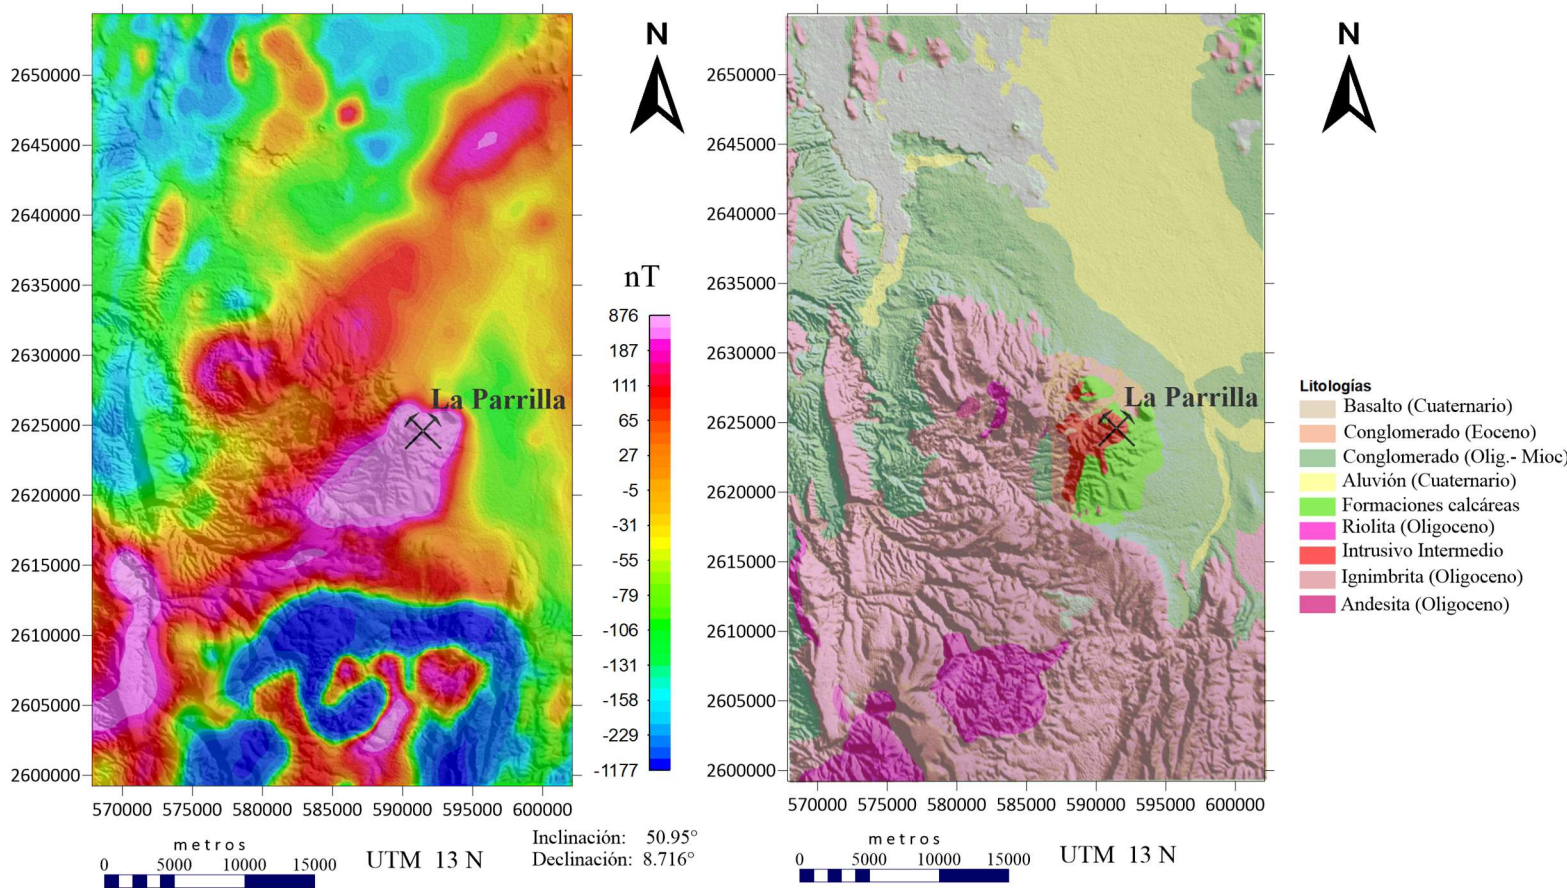 N
2650000
2645000
2640000
2635000
2630000
2625000
2620000
2615000
2610000
2605000
2600000
570000 575000 580000 585000 590000 595000 600000
La Parrilla
nT
876
187
111
65
27
-5
-31
-55
-79
-106
-131
-158
-229
-1177
metros
0 5000 10000 15000
UTM 13 N
Inclinación: 50.95°
Declinación: 8.716°
N
2650000
2645000
2640000
2635000
2630000
2625000
2620000
2615000
2610000
2605000
2600000
570000 575000 580000 585000 590000 595000 600000
La Parrilla
metros
0 5000 10000 15000
UTM 13 N
Litologías
Basalto (Cuaternario)
Conglomerado (Eoceno)
Conglomerado (Olig.- Mioc)
Aluvión (Cuaternario)
Formaciones calcáreas
Riolita (Oligoceno)
Intrusivo Intermedio
Ignimbrita (Oligoceno)
Andesita (Oligoceno)